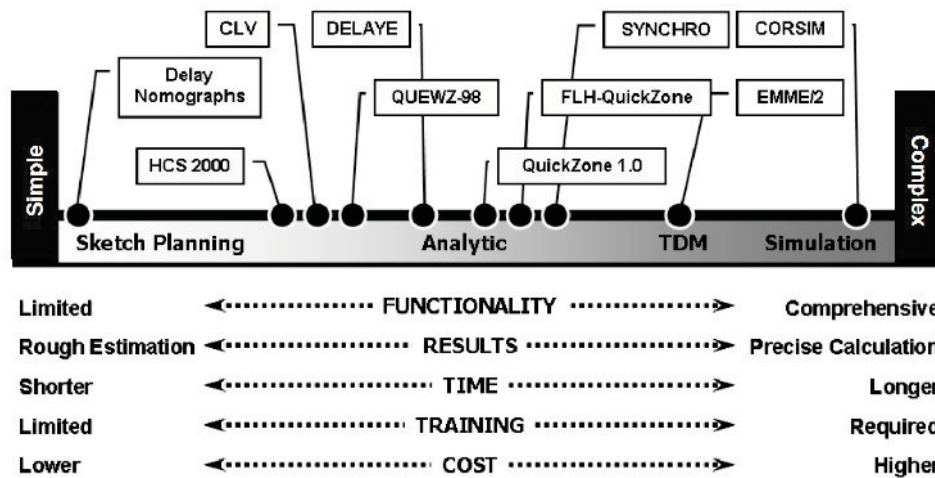 CLV
DELAYE
SYNCHRO
CORSIM
Delay
Nomographs
QUEWZ-98
FLH-QuickZone
EMME/2
HCS 2000
QuickZone 1.0
Simple
Complex
Sketch Planning
Analytic
TDM
Simulation
Limited
FUNCTIONALITY
Comprehensive
Rough Estimation
RESULTS
Precise Calculation
Shorter
TIME
Longer
Limited
TRAINING
Required
Lower
COST
Higher